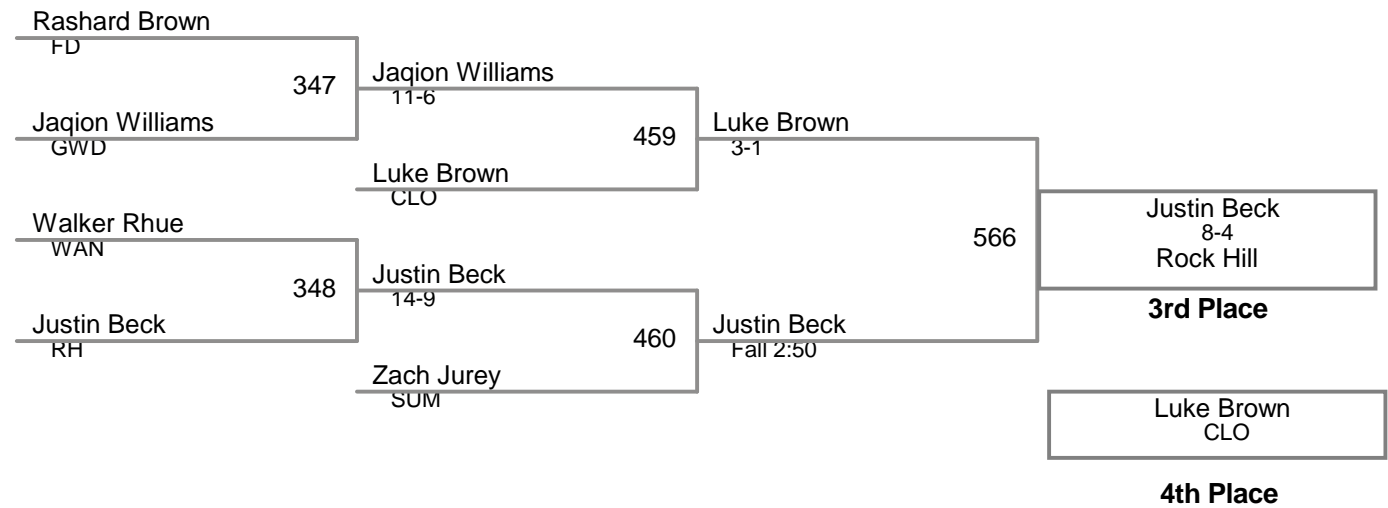 Rashard Brown
FD
347
Jaqion Williams
11-6
Jaqion Williams
GWD
459
Luke Brown
3-1
Luke Brown
CLO
Walker Rhue
WAN
566
Justin Beck
8-4
Rock Hill
348
Justin Beck
14-9
3rd Place
Justin Beck
RH
460
Justin Beck
Fall 2:50
Zach Jurey
SUM
Luke Brown
CLO
4th Place